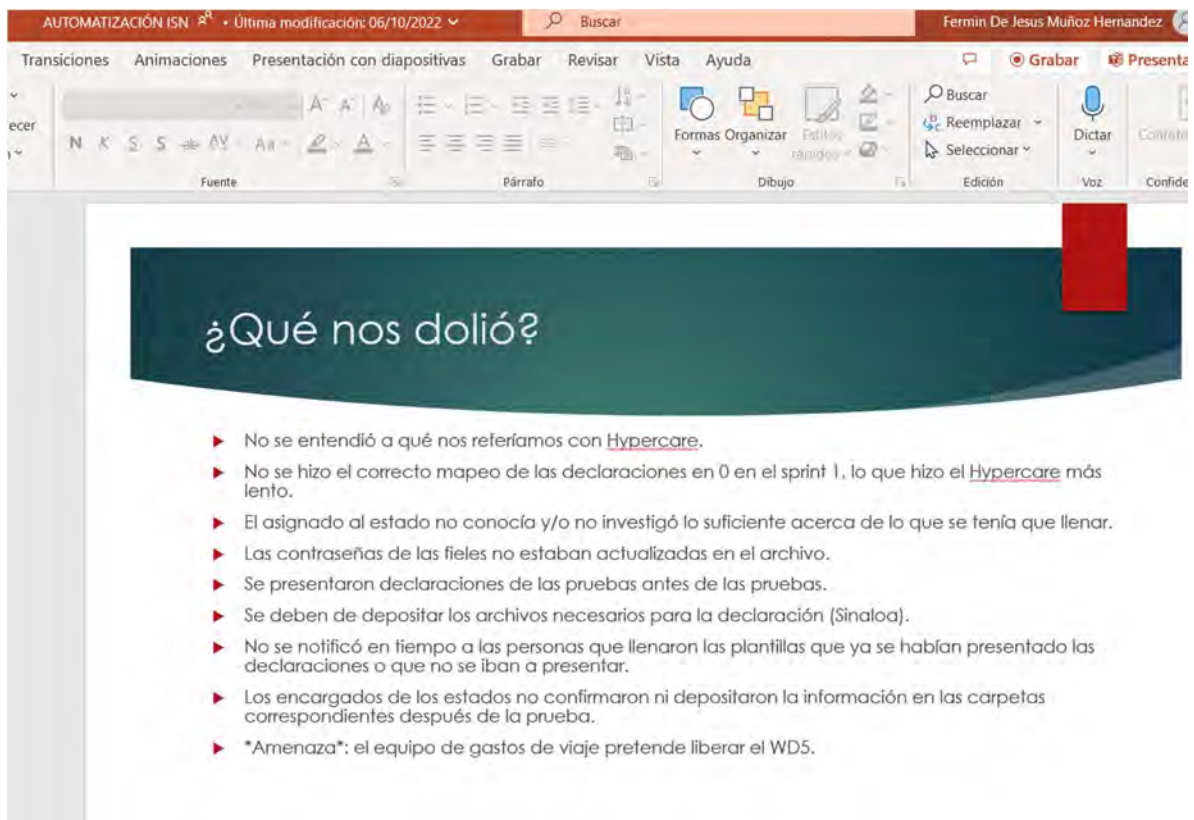 AUTOMATIZACIÓN ISN • Última modificación: 06/10/2022
Buscar
Fermin De Jesus Muñoz Hernandez
Transiciones Animaciones Presentación con diapositivas Grabar Revisar Vista Ayuda
Grabar
Presenta
ecer
N K S S ab AV Aa A
A A A
Formas Organizar Estilos
rápidos
Buscar
Reemplazar
Seleccionar
Dictar
Fuente Párrafo Dibujo Edición Voz Confide
¿Qué nos dolió?
No se entendió a qué nos referíamos con Hypercare.
No se hizo el correcto mapeo de las declaraciones en 0 en el sprint 1, lo que hizo el Hypercare más
lento.
El asignado al estado no conocía y/o no investigó lo suficiente acerca de lo que se tenía que llenar.
Las contraseñas de las fieles no estaban actualizadas en el archivo.
Se presentaron declaraciones de las pruebas antes de las pruebas.
Se deben de depositar los archivos necesarios para la declaración (Sinaloa).
No se notificó en tiempo a las personas que llenaron las plantillas que ya se habían presentado las
declaraciones o que no se iban a presentar.
Los encargados de los estados no confirmaron ni depositaron la información en las carpetas
correspondientes después de la prueba.
*Amenaza*: el equipo de gastos de viaje pretende liberar el WD5.